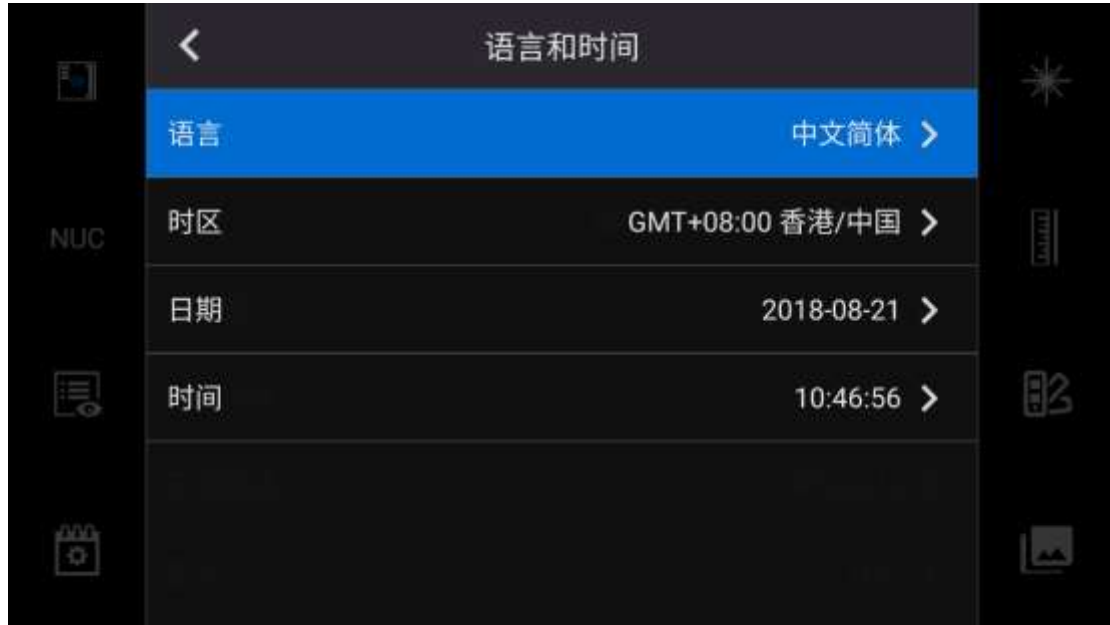 语言和时间
语言 中文简体
NUC
时区 GMT+08:00 香港/中国
日期 2018-08-21
时间 10:46:56